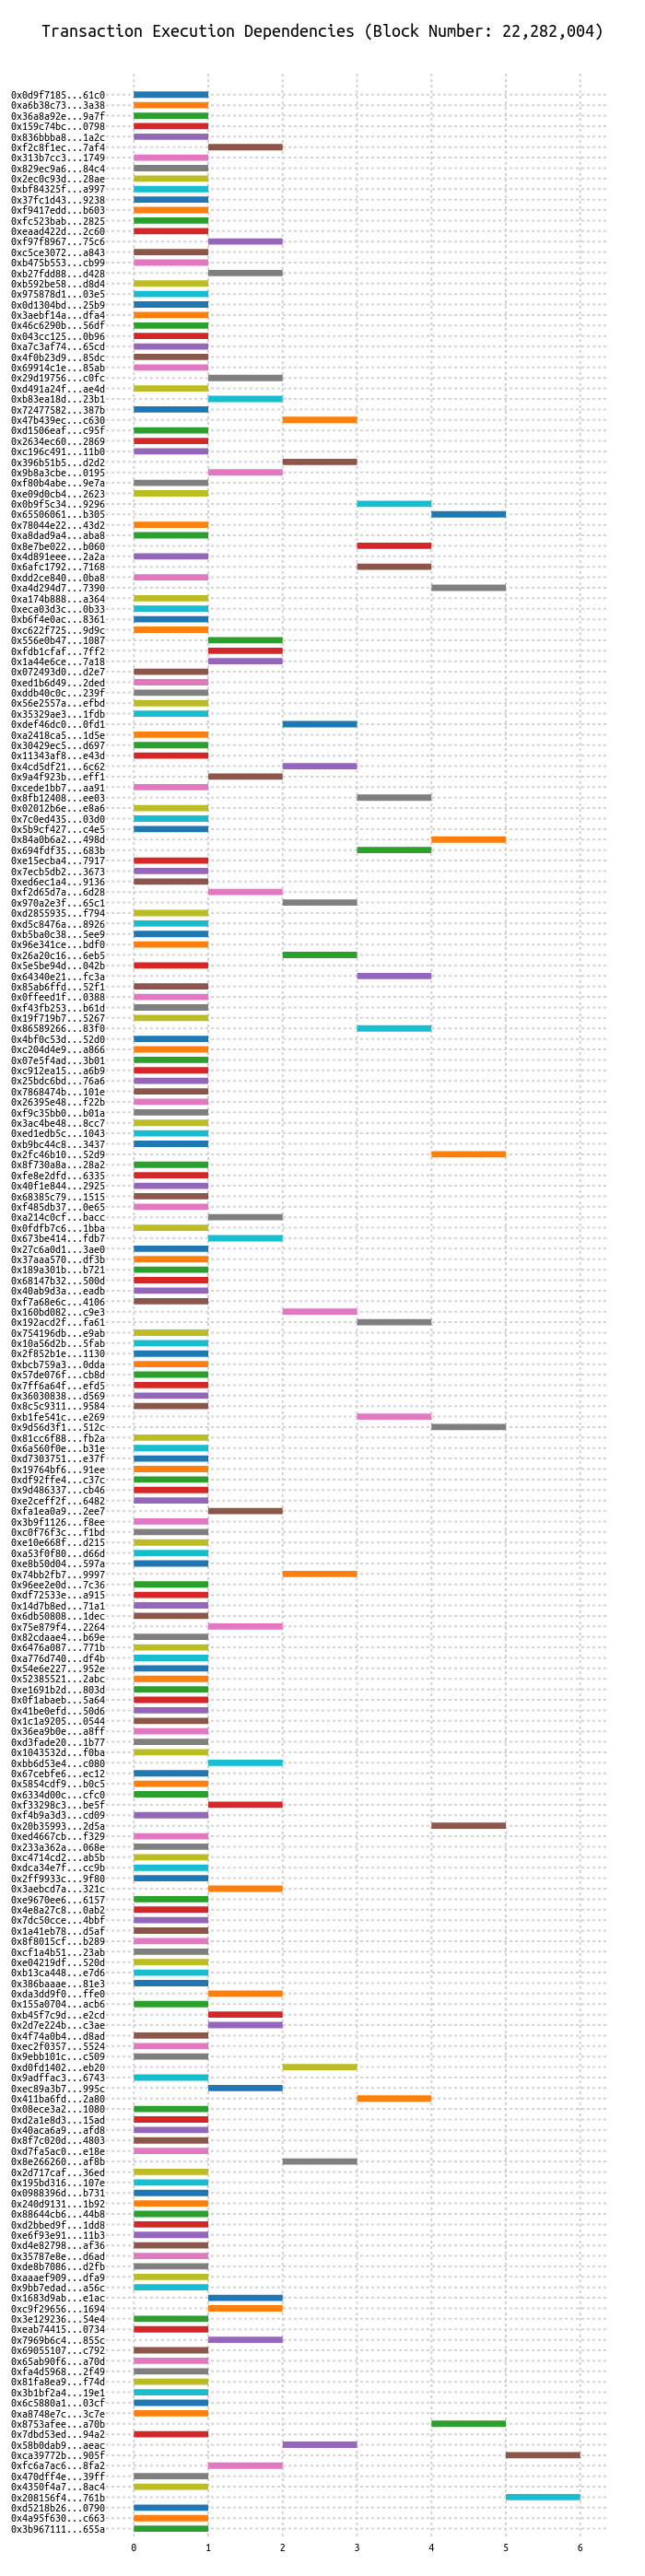 Transaction Execution Dependencies (Block Number: 22,282,004)
0x0d9f7185...61c0
0xa6b38c73...3a38
0x36a8a92e...9a7f
0x159c74bc...0798
0x836bbba8...1a2c
0xf2c8f1ec...7af4
0x313b7cc3...1749
0x829ec9a6...84c4
0x2ec0c93d...28ae
0xbf84325f...a997
0x37fc1d43...9238
0xf9417edd...b603
0xfc523bab...2825
0xeaad422d...2c60
0xf97f8967...75c6
0xc5ce3072...a843
0xb475b553...cb99
0xb27fdd88...d428
0xb592be58...d8d4
0x975878d1...03e5
0x0d1304bd...25b9
0x3aebf14a...dfa4
0x46c6290b...56df
0x043cc125...0b96
0xa7c3af74...65cd
0x4f0b23d9...85dc
0x69914c1e...85ab
0x29d19756...c0fc
0xd491a24f...ae4d
0xb83ea18d...23b1
0x72477582...387b
0x47b439ec...c630
0xd1506eaf...c95f
0x2634ec60...2869
0xc196c491...11b0
0x396b51b5...d2d2
0x9b8a3cbe...0195
0xf80b4abe...9e7a
0xe09d0cb4...2623
0x0b9f5c34...9296
0x65506061...b305
0x78044e22...43d2
0xa8dad9a4...aba8
0x8e7be022...b060
0x4d891eee...2a2a
0x6afc1792...7168
0xdd2ce840...0ba8
0xa4d294d7...7390
0xa174b888...a364
0xeca03d3c...0b33
0xb6f4e0ac...8361
0xc622f725...9d9c
0x556e0b47...1087
0xfdb1cfaf...7ff2
0x1a44e6ce...7a18
0x072493d0...d2e7
0xed1b6d49...2ded
0xddb40c0c...239f
0x56e2557a...efbd
0x35329ae3...1fdb
0xdef46dc0...0fd1
0xa2418ca5...1d5e
0x30429ec5...d697
0x11343af8...e43d
0x4cd5df21...6c62
0x9a4f923b...eff1
0xcede1bb7...aa91
0x8fb12408...ee03
0x02012b6e...e8a6
0x7c0ed435...03d0
0x5b9cf427...c4e5
0x84a0b6a2...498d
0x694fdf35...683b
0xe15ecba4...7917
0x7ecb5db2...3673
0xed6ec1a4...9136
0xf2d65d7a...6d28
0x970a2e3f...65c1
0xd2855935...f794
0xd5c8476a...8926
0xb5ba0c38...5ee9
0x96e341ce...bdf0
0x26a20c16...6eb5
0x5e5be94d...042b
0x64340e21...fc3a
0x85ab6ffd...52f1
0x0ffeed1f...0388
0xf43fb253...b61d
0x19f719b7...5267
0x86589266...83f0
0x4bf0c53d...52d0
0xc204d4e9...a866
0x07e5f4ad...3b01
0xc912ea15...a6b9
0x25bdc6bd...76a6
0x7868474b...101e
0x26395e48...f22b
0xf9c35bb0...b01a
0x3ac4be48...8cc7
0xed1edb5c...1043
0xb9bc44c8...3437
0x2fc46b10...52d9
0x8f730a8a...28a2
0xfe8e2dfd...6335
0x40f1e844...2925
0x68385c79...1515
0xf485db37...0e65
0xa214c0cf...bacc
0x0fdfb7c6...1bba
0x673be414...fdb7
0x27c6a0d1...3ae0
0x37aaa570...df3b
0x189a301b...b721
0x68147b32...500d
0x40ab9d3a...eadb
0xf7a68e6c...4106
0x160bd082...c9e3
0x192acd2f...fa61
0x754196db...e9ab
0x10a56d2b...5fab
0x2f852b1e...1130
0xbcb759a3...0dda
0x57de076f...cb8d
0x7ff6a64f...efd5
0x36030838...d569
0x8c5c9311...9584
0xb1fe541c...e269
0x9d56d3f1...512c
0x81cc6f88...fb2a
0x6a560f0e...b31e
0xd7303751...e37f
0x19764bf6...91ee
0xdf92ffe4...c37c
0x9d486337...cb46
0xe2ceff2f...6482
0xfa1ea0a9...2ee7
0x3b9f1126...f8ee
0xc0f76f3c...f1bd
0xe10e668f...d215
0xa53f0f80...d66d
0xe8b50d04...597a
0x74bb2fb7...9997
0x96ee2e0d...7c36
0xdf72533e...a915
0x14d7b8ed...71a1
0x6db50808...1dec
0x75e879f4...2264
0x82cdaae4...b69e
0x6476a087...771b
0xa776d740...df4b
0x54e6e227...952e
0x52385521...2abc
0xe1691b2d...803d
0x0f1abaeb...5a64
0x41be0efd...50d6
0x1c1a9205...0544
0x36ea9b0e...a8ff
0xd3fade20...1b77
0x1043532d...f0ba
0xbb6d53e4...c080
0x67cebfe6...ec12
0x5854cdf9...b0c5
0x6334d00c...cfc0
0xf33298c3...be5f
0xf4b9a3d3...cd09
0x20b35993...2d5a
0xed4667cb...f329
0x233a362a...068e
0xc4714cd2...ab5b
0xdca34e7f...cc9b
0x2ff9933c...9f80
0x3aebcd7a...321c
0xe9670ee6...6157
0x4e8a27c8...0ab2
0x7dc50cce...4bbf
0x1a41eb78...d5af
0x8f8015cf...b289
0xcf1a4b51...23ab
0xe04219df...520d
0xb13ca448...e7d6
0x386baaae...81e3
0xda3dd9f0...ffe0
0x155a0704...acb6
0xb45f7c9d...e2cd
0x2d7e224b...c3ae
0x4f74a0b4...d8ad
0xec2f0357...5524
0x9ebb101c...c509
0xd0fd1402...eb20
0x9adffac3...6743
0xec89a3b7...995c
0x411ba6fd...2a80
0x08ece3a2...1080
0xd2a1e8d3...15ad
0x40aca6a9...afd8
0x8f7c020d...4803
0xd7fa5ac0...e18e
0x8e266260...af8b
0x2d717caf...36ed
0x195bd316...107e
0x0988396d...b731
0x240d9131...1b92
0x88644cb6...44b8
0xd2bbed9f...1dd8
0xe6f93e91...11b3
0xd4e82798...af36
0x35787e8e...d6ad
0xde8b7086...d2fb
0xaaaef909...dfa9
0x9bb7edad...a56c
0x1683d9ab...e1ac
0xc9f29656...1694
0x3e129236...54e4
0xeab74415...0734
0x7969b6c4...855c
0x69055107...c792
0x65ab90f6...a70d
0xfa4d5968...2f49
0x81fa8ea9...f74d
0x3b1bf2a4...19e1
0x6c5880a1...03cf
0xa8748e7c...3c7e
0x8753afee...a70b
0x7dbd53ed...94a2
0x58b0dab9...aeac
0xca39772b...905f
0xfc6a7ac6...8fa2
0x470dff4e...39ff
0x4350f4a7...8ac4
0x208156f4...761b
0xd5218b26...0790
0x4a95f630...c663
0x3b967111...655a
0 1 2 3 4 5 6